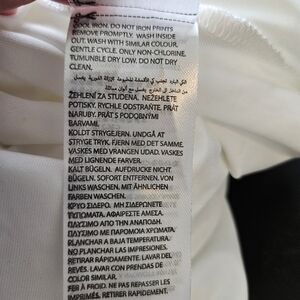 COOL IRON. DO NOT IRON PRINTS
REMOVE PROMPTLY. WASH INSIDE
OUT. WASH WITH SIMILAR COLOUR.
GENTLE CYCLE. ONLY NON-CHLORINE.
TUMUNBLE DRY LOW. DO NOT DRY
CLEAN.
ŽEHLENÍ ZA STUDENA. NEŽEHLETE
POTISKY. RYCHLE ODSTRAŇTE. PRÁT
NARUBY. PRÁT S PODOBNÝMI
BARVAMI.
KOLDT STRYGEJERN. UNDGÅ AT
STRYGE TRYK. FJERN MED DET SAMME.
VASKES MED VRANGEN UDAD. VASKES
MED LIGNENDE FARVER.
KALT BÜGELN. AUFDRUCKE NICHT
BÜGELN. SOFORT ENTFERNEN. VON
LINKS WASCHEN. MIT ÄHNLICHEN
FARBEN WASCHEN.
ΚΡΥΟ ΣΙΔΕΡΟ. ΜΗ ΣΙΔΕΡΩΝΕΤΕ
ΤΥΠΩΜΑΤΑ. ΑΦΑΙΡΕΣΤΕ ΑΜΕΣΑ.
ΠΛΥΣΙΜΟ ΑΠΟ ΤΗΝ ΑΝΑΠΟΔΗ.
ΠΛΥΣΙΜΟ ΜΕ ΠΑΡΟΜΟΙΑ ΧΡΩΜΑΤΑ.
PLANCHAR A BAJA TEMPERATURA.
NO PLANCHAR LAS IMPRESIONES.
RETIRAR RÁPIDAMENTE. LAVAR DEL
REVÉS. LAVAR CON PRENDAS DE
COLOR SIMILAR.
FER À FROID. NE PAS REPASSER LES
IMPRIMÉS. RETIRER RAPIDEMENT.